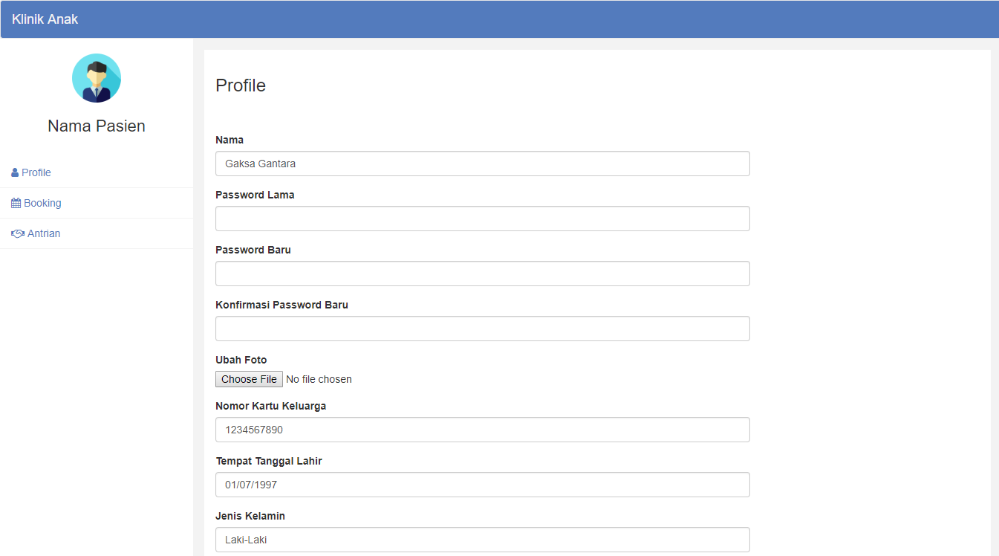 Klinik Anak
Nama Pasien
Profile
Booking
Antrian
Profile
Nama
Gaksa Gantara
Password Lama
Password Baru
Konfirmasi Password Baru
Ubah Foto
Choose File No file chosen
Nomor Kartu Keluarga
1234567890
Tempat Tanggal Lahir
01/07/1997
Jenis Kelamin
Laki-Laki